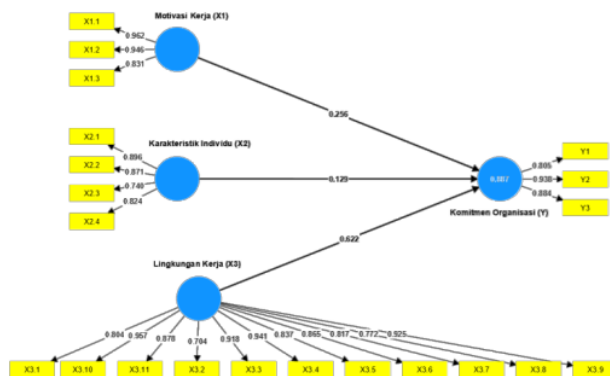 Motivasi Kerja (X1)
X1.1
X1.2
X1.3
0.962
0.946
0.831
0.256
Karakteristik Individu (X2)
X2.1
X2.2
X2.3
X2.4
0.896
0.871
0.740
0.824
0.129
Y1
Y2
Y3
0.805
0.938
0.884
0.887
Komitmen Organisasi (Y)
0.622
Lingkungan Kerja (X3)
0.804 0.957 0.878 0.704 0.918 0.941 0.837 0.865 0.817 0.772 0.925
X3.1 X3.10 X3.11 X3.2 X3.3 X3.4 X3.5 X3.6 X3.7 X3.8 X3.9